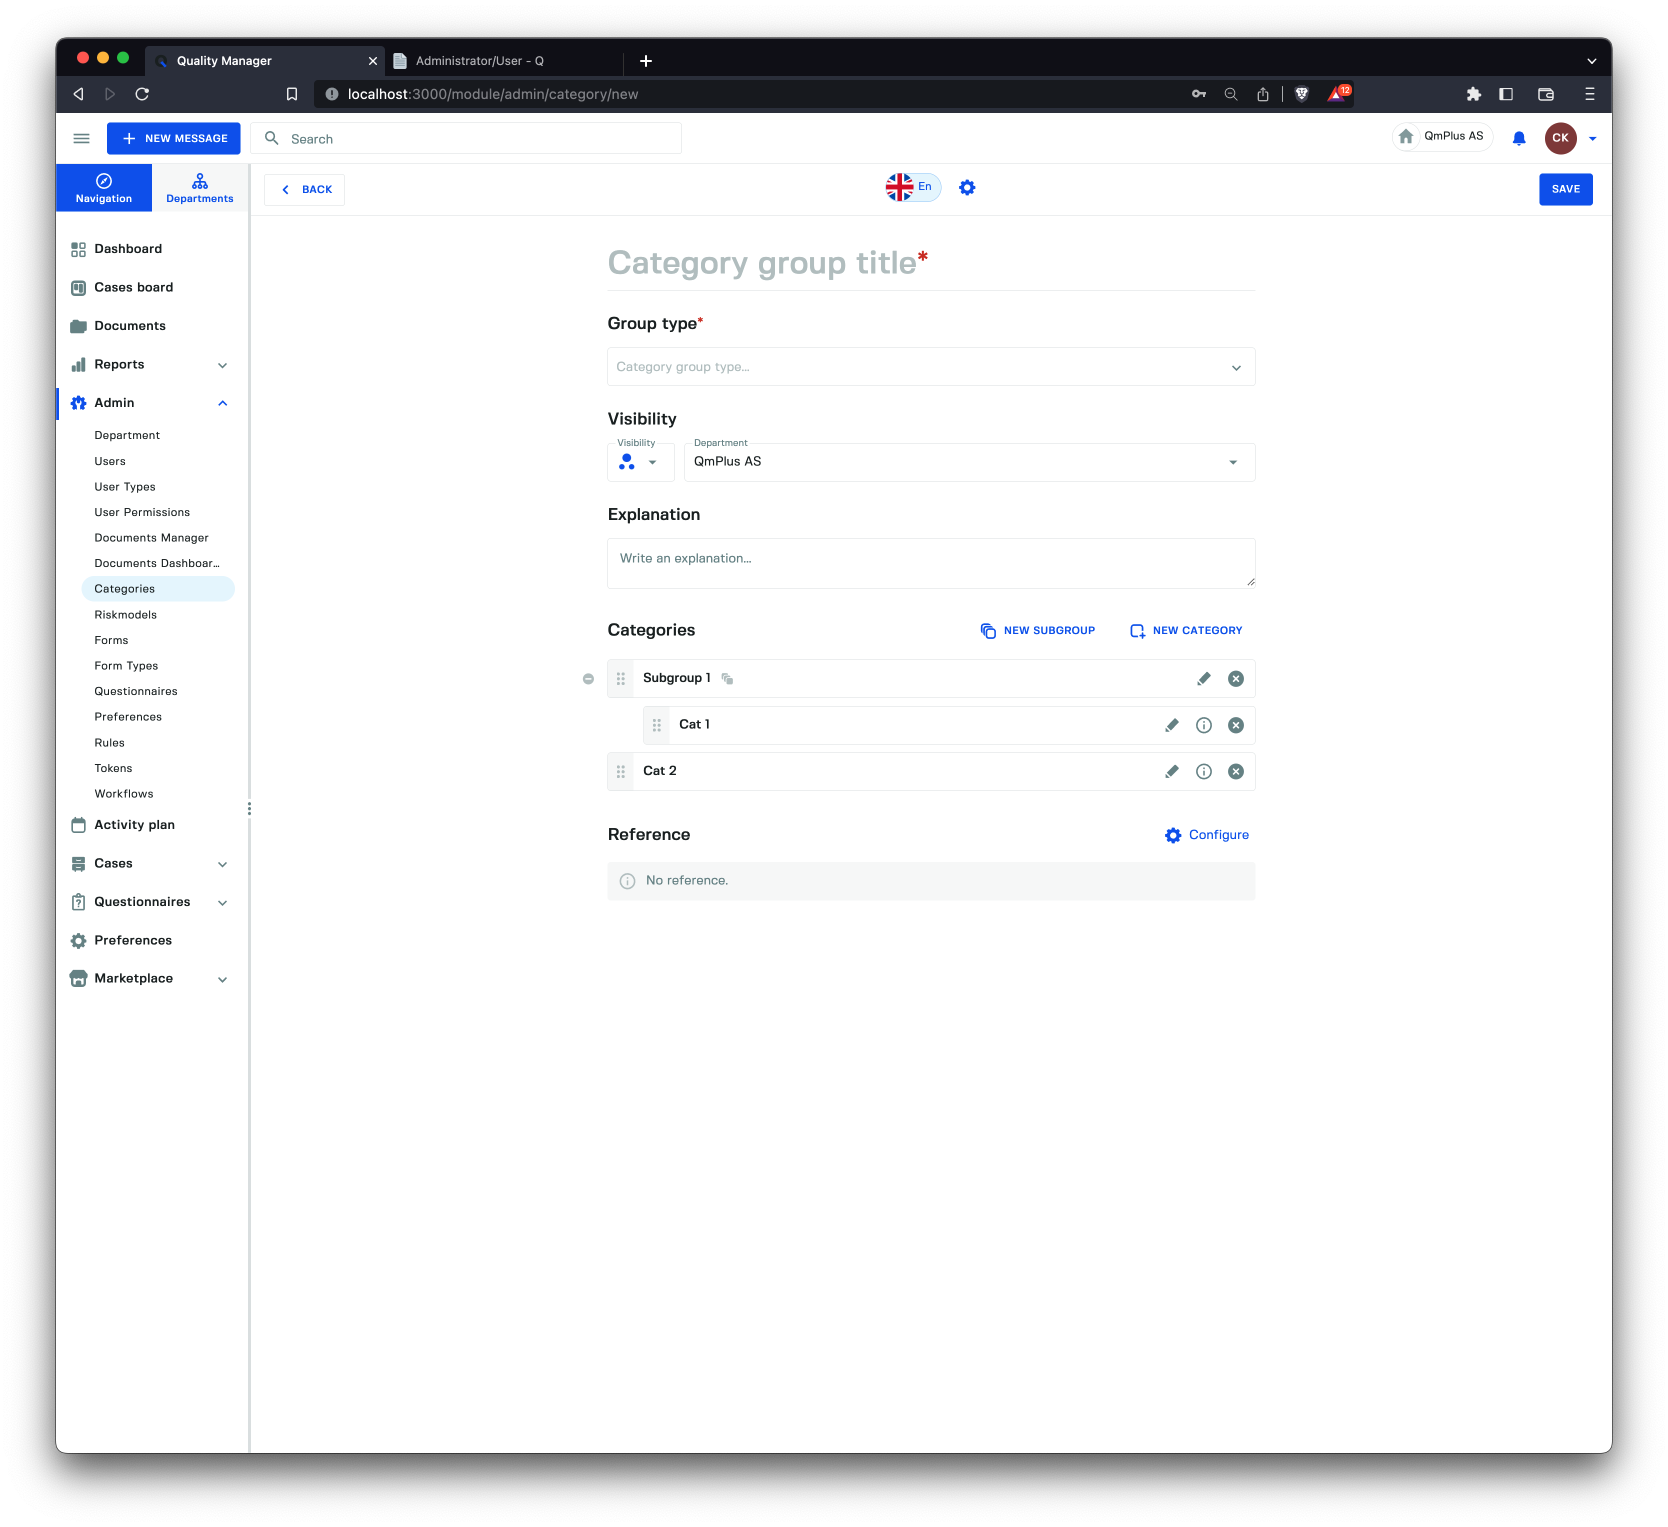 Quality Manager
Administrator/User - Q
localhost:3000/module/admin/category/new
12
NEW MESSAGE
Search
QmPlus AS
CK
Navigation
Departments
BACK
En
SAVE
Dashboard
Cases board
Documents
Reports
Admin
Department
Users
User Types
User Permissions
Documents Manager
Documents Dashboar...
Categories
Riskmodels
Forms
Form Types
Questionnaires
Preferences
Rules
Tokens
Workflows
Activity plan
Cases
Questionnaires
Preferences
Marketplace
Category group title*
Group type*
Category group type...
Visibility
Visibility
Department
QmPlus AS
Explanation
Write an explanation...
Categories
NEW SUBGROUP
NEW CATEGORY
Subgroup 1
Cat 1
Cat 2
Reference
Configure
No reference.